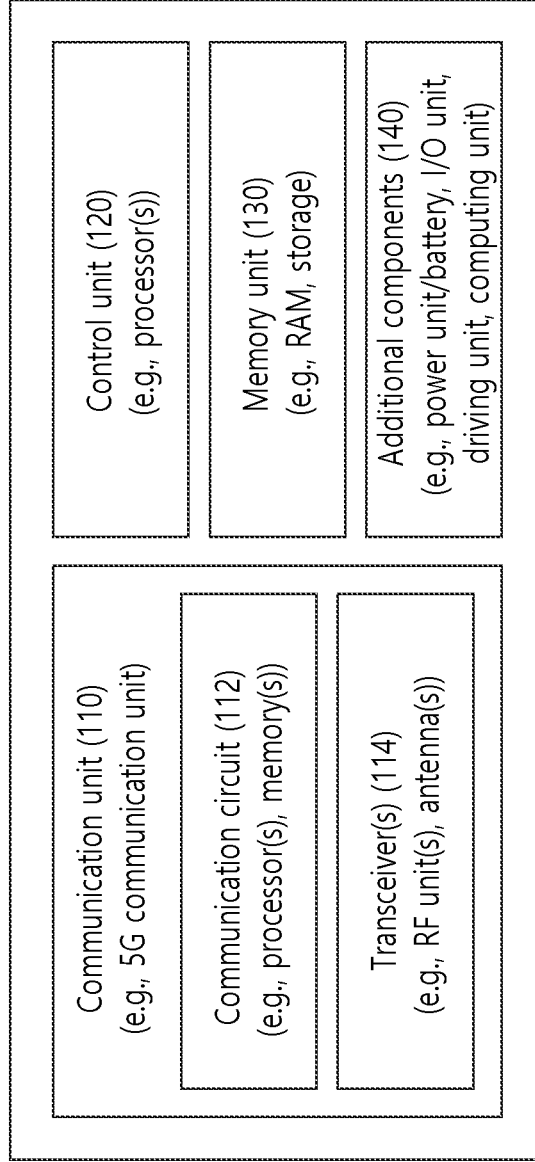 Communication unit (110)
(e.g., 5G communication unit)
Communication circuit (112)
(e.g., processor(s), memory(s))
Transceiver(s) (114)
(e.g., RF unit(s), antenna(s))
Control unit (120)
(e.g., processor(s))
Memory unit (130)
(e.g., RAM, storage)
Additional components (140)
(e.g., power unit/battery, I/O unit,
driving unit, computing unit)